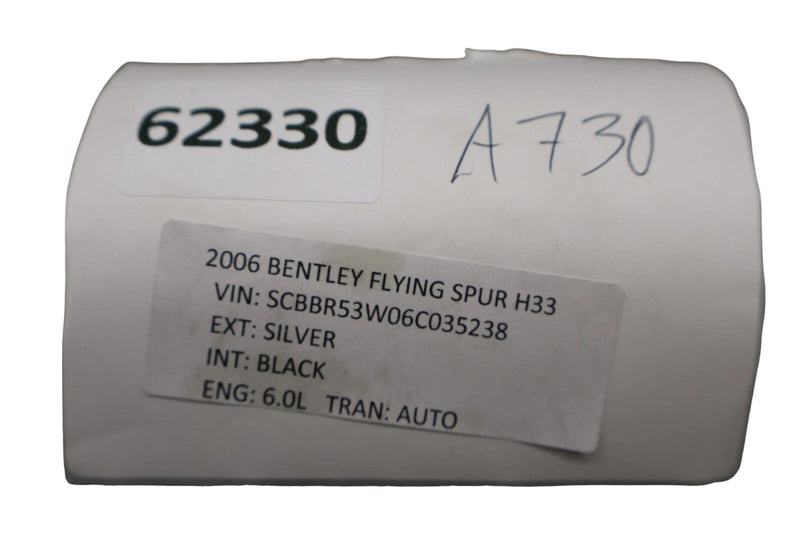 62330
A730
2006 BENTLEY FLYING SPUR H33
VIN: SCBBR53W06C035238
EXT: SILVER
INT: BLACK
ENG: 6.0L TRAN: AUTO